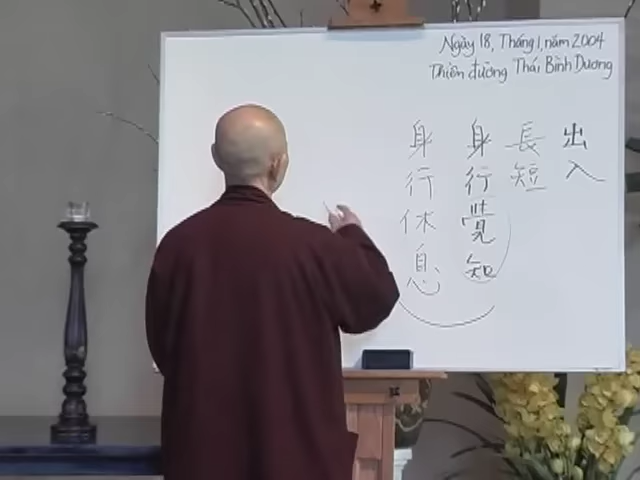 Ngày 18, Tháng 1, năm 2004
Thiền đường Thái Bình Dương
出入
長短
身行覺知
身行休息